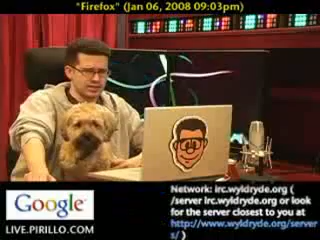 "Firefox" (Jan 06, 2008 09:03pm)
Google™
LIVE.PIRILLO.COM
Network: irc.wyldryde.org (
/server irc.wyldryde.org or look
for the server closest to you at
http://www.wyldryde.org/server
s/ )